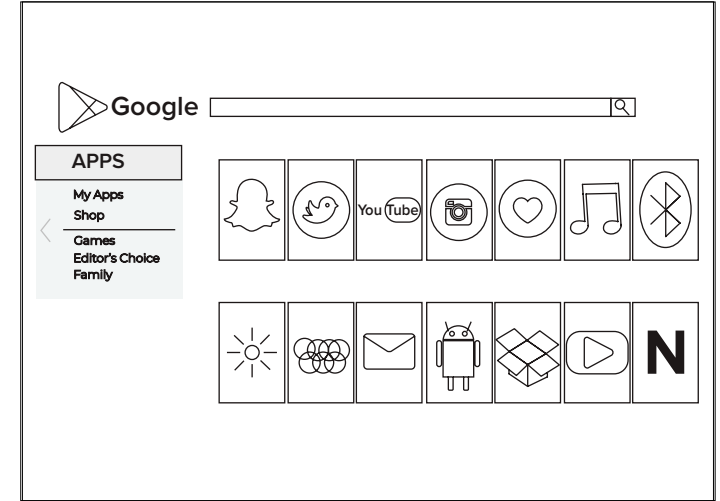 Google
APPS
My Apps
Shop
Games
Editor's Choice
Family
You Tube
N